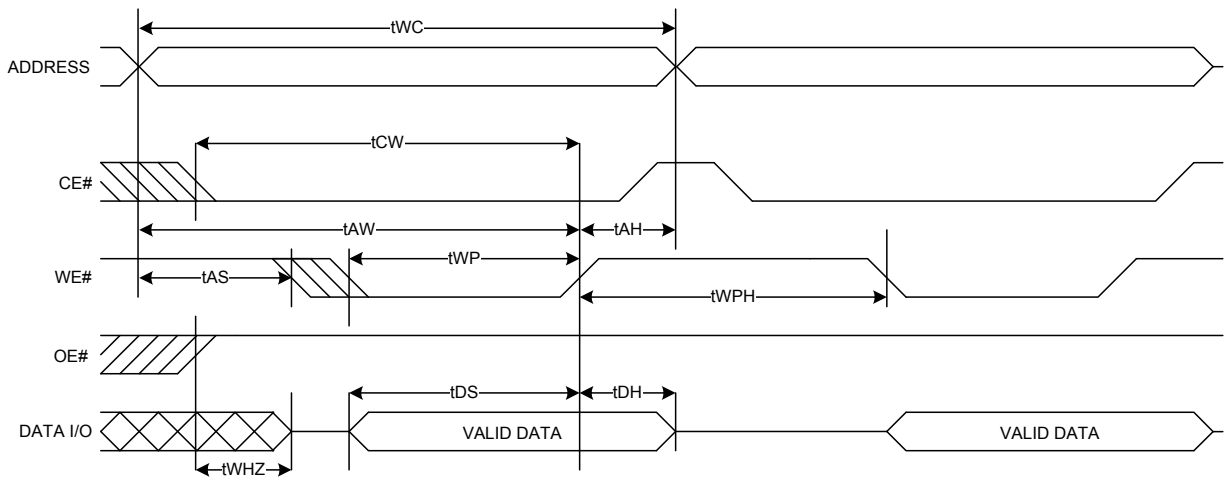 tWC
ADDRESS
tCW
CE#
tAW
tAH
tWP
WE#
tAS
tWPH
OE#
tDS
tDH
DATA I/O
VALID DATA
VALID DATA
tWHZ